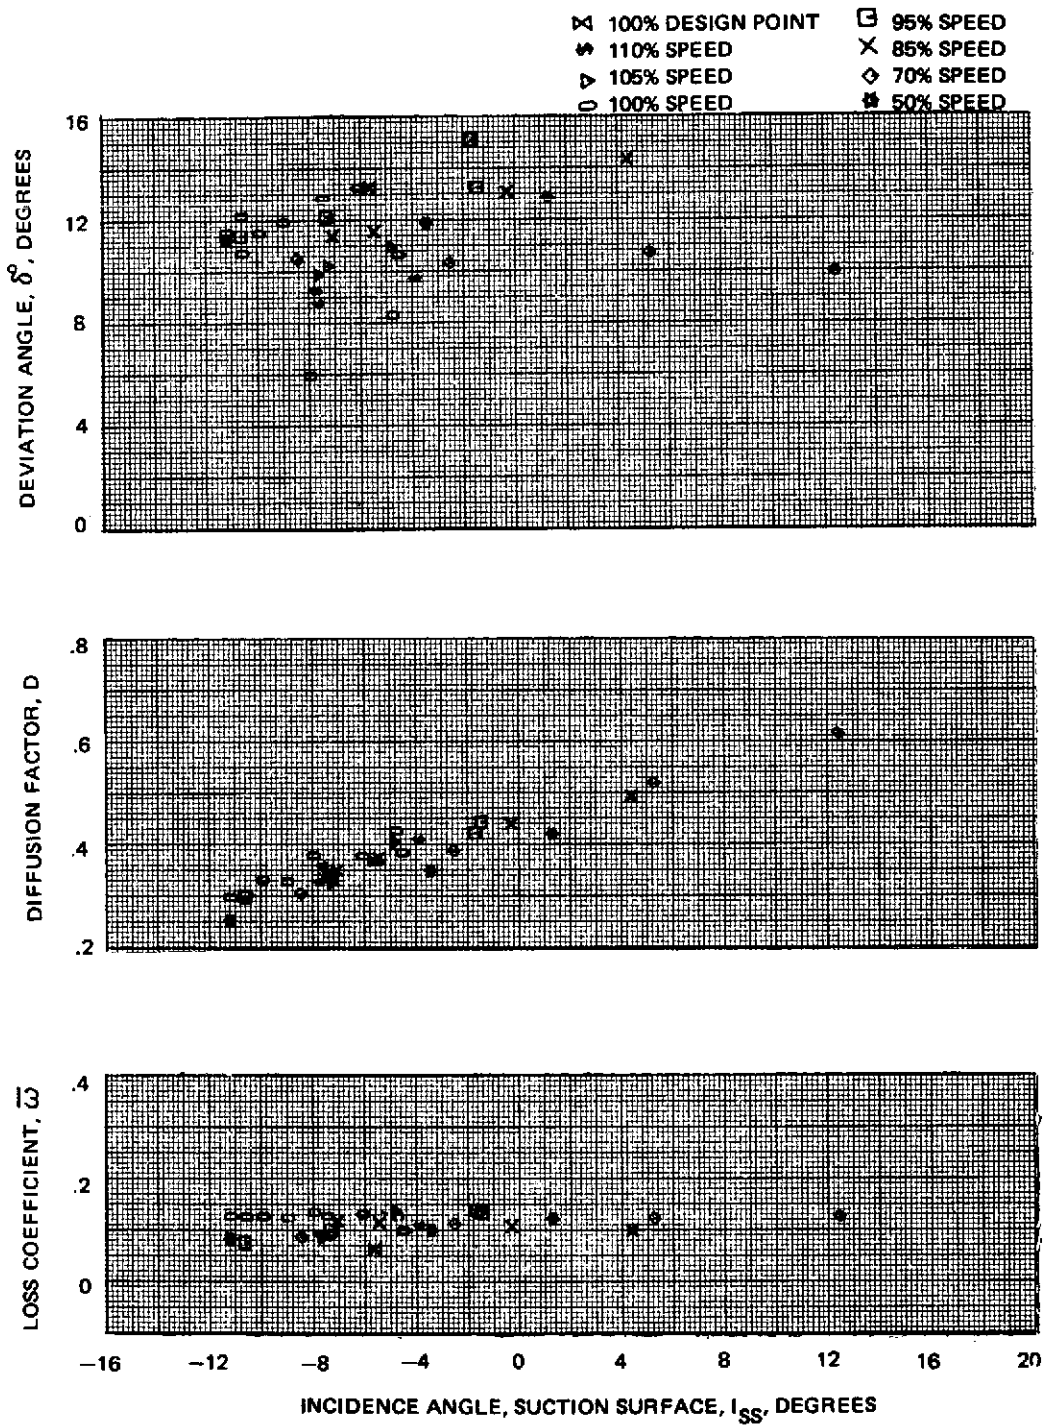 100% DESIGN POINT
110% SPEED
105% SPEED
100% SPEED
95% SPEED
85% SPEED
70% SPEED
50% SPEED
DEVIATION ANGLE, δ°, DEGREES
16
12
8
4
0
DIFFUSION FACTOR, D
.8
.6
.4
.2
LOSS COEFFICIENT, ω̅
.4
.2
0
−16
−12
−8
−4
0
4
8
12
16
20
INCIDENCE ANGLE, SUCTION SURFACE, ISS, DEGREES